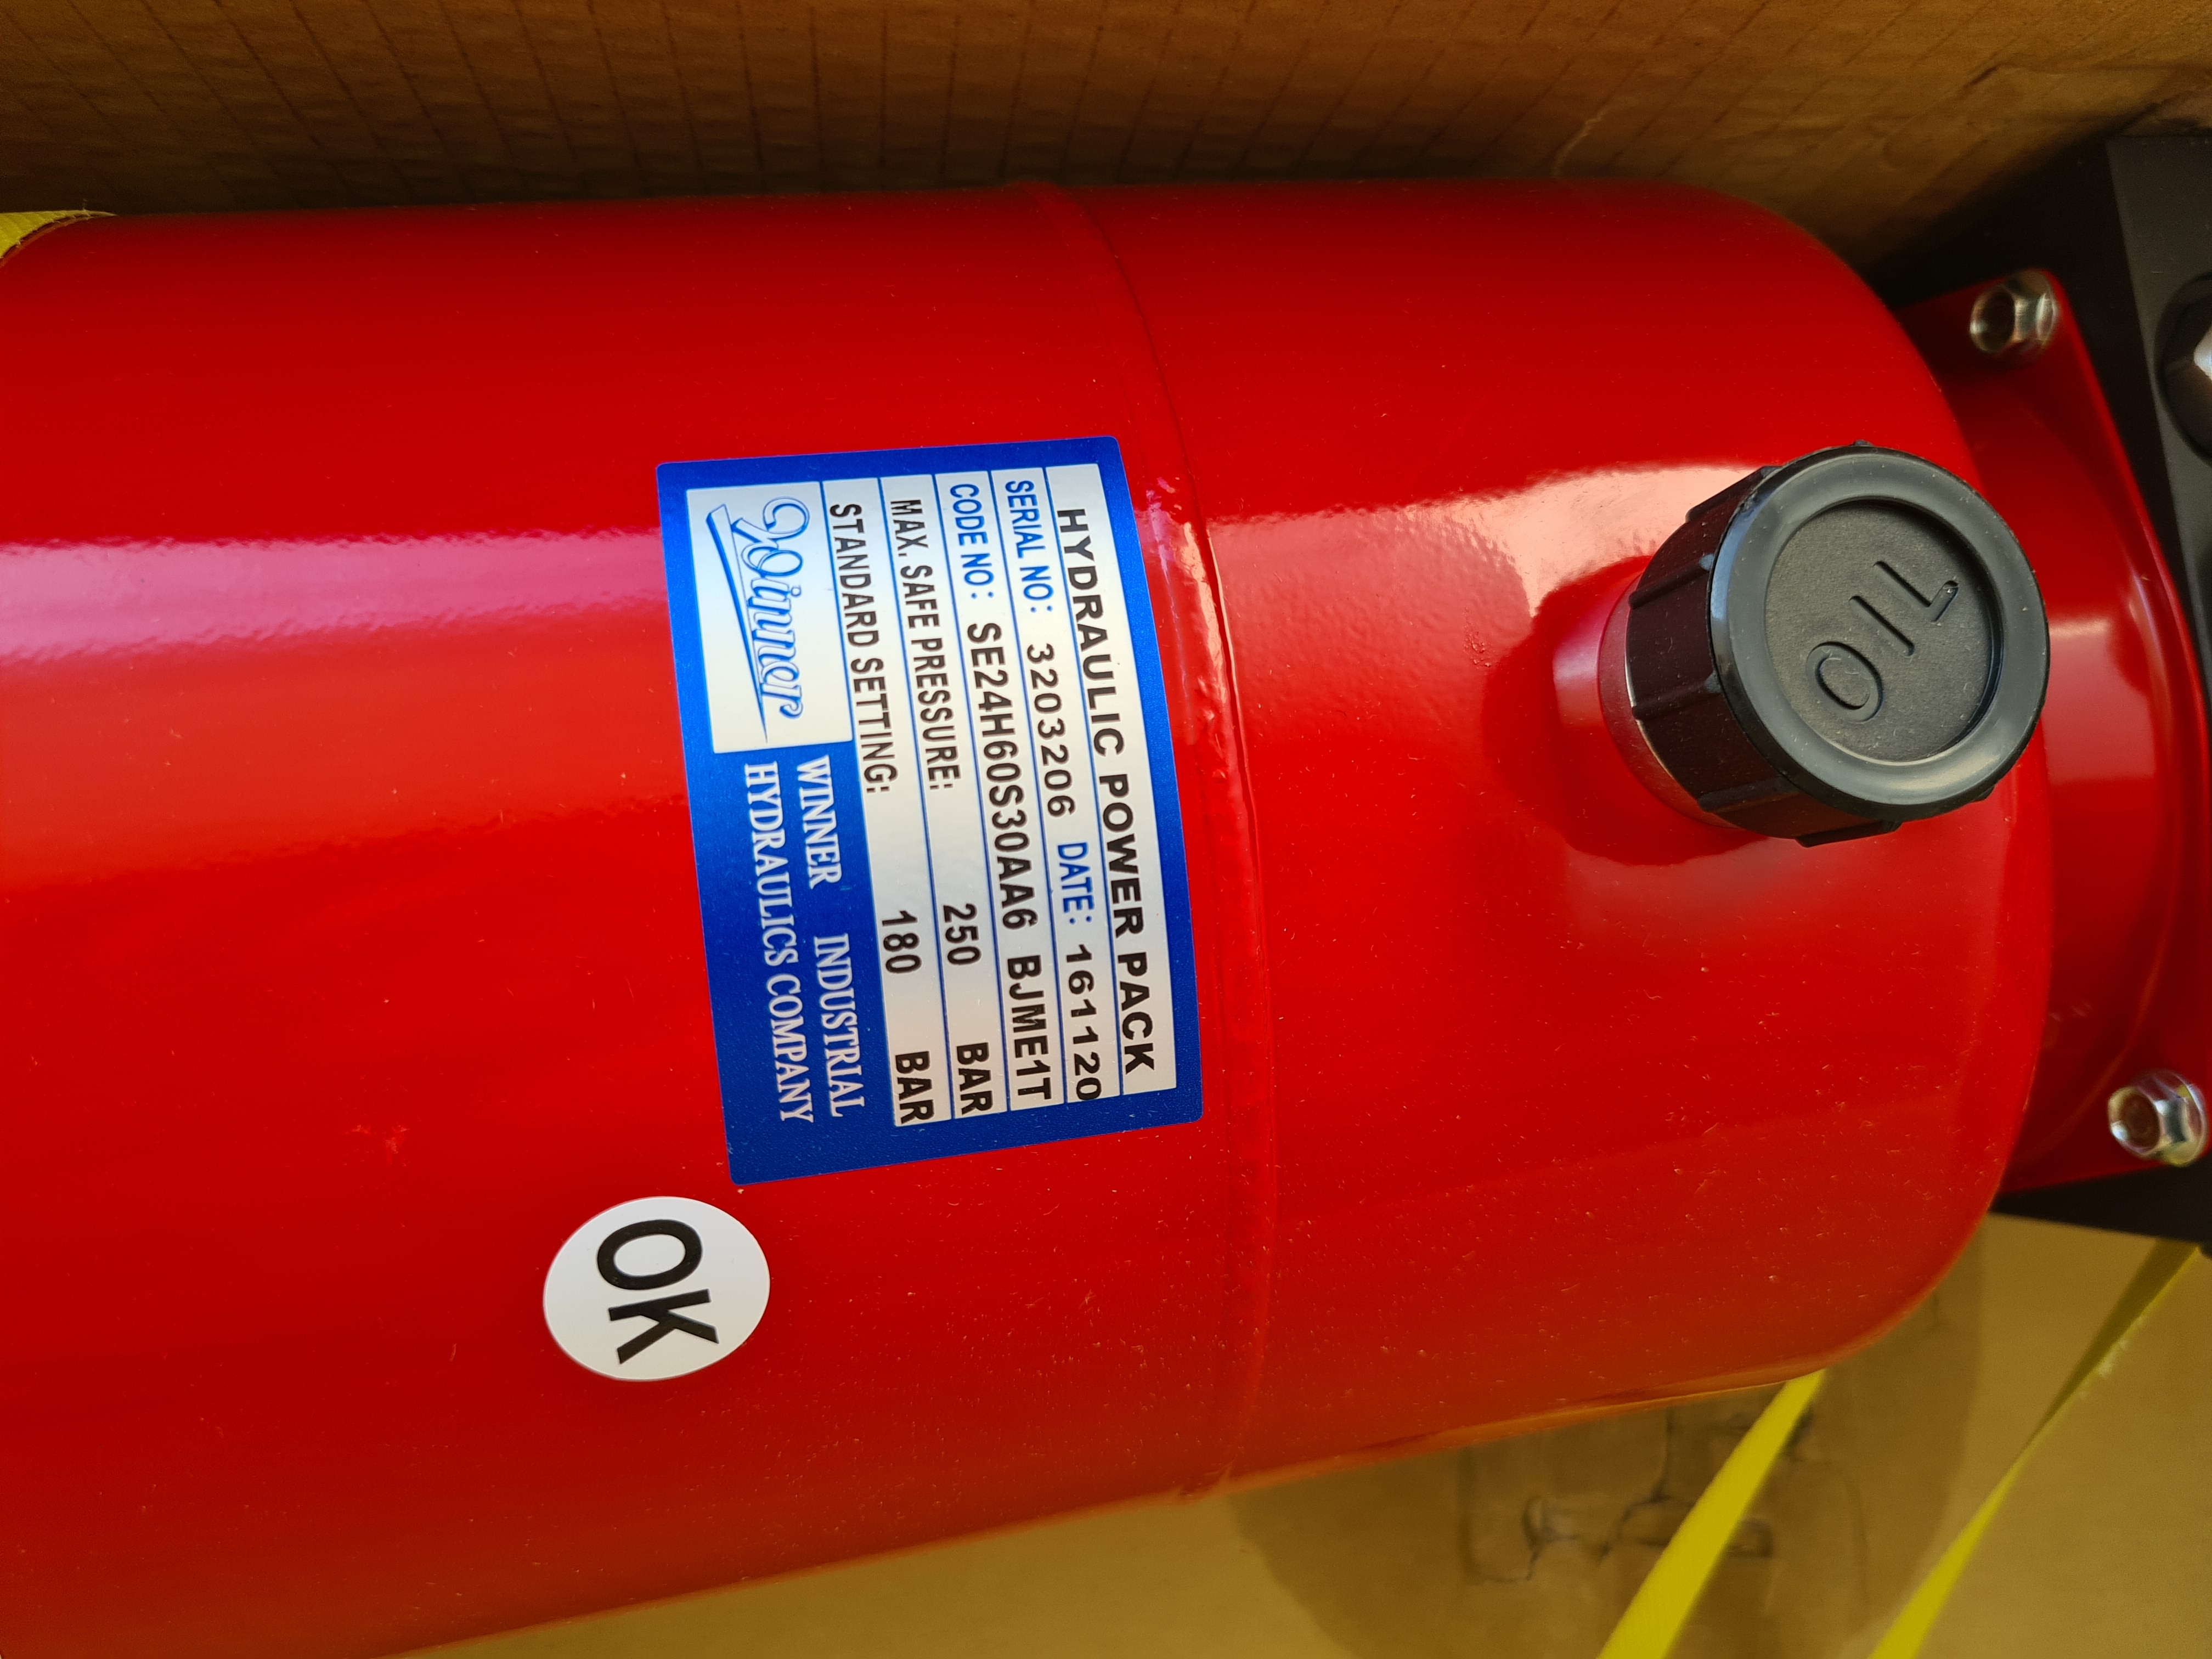 HYDRAULIC POWER PACK
SERIAL NO: 3203206 DATE: 161120
CODE NO: SE24H60S30AA6 BJME1T
MAX. SAFE PRESSURE: 250 BAR
STANDARD SETTING: 180 BAR
Winner
WINNER INDUSTRIAL
HYDRAULICS COMPANY
OK
OIL